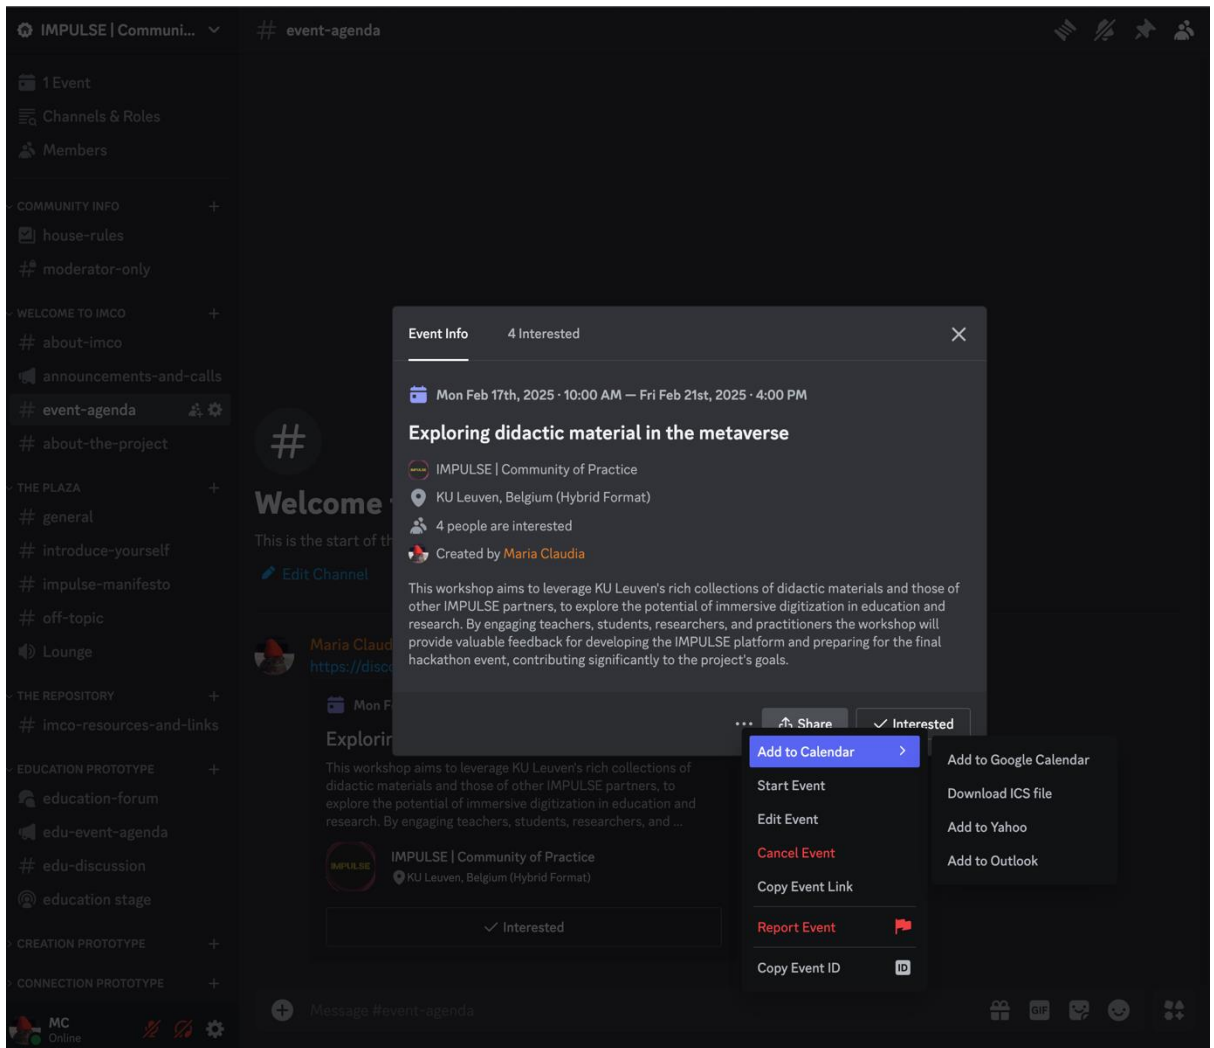 IMPULSE | Communi...
event-agenda
1 Event
Channels & Roles
Members
COMMUNITY INFO
house-rules
moderator-only
WELCOME TO IMCO
about-imco
announcements-and-calls
event-agenda
about-the-project
THE PLAZA
general
introduce-yourself
impulse-manifesto
off-topic
Lounge
THE REPOSITORY
imco-resources-and-links
EDUCATION PROTOTYPE
education-forum
edu-event-agenda
edu-discussion
education stage
CREATION PROTOTYPE
CONNECTION PROTOTYPE
MC
Online
Welcome
This is the start of th
Edit Channel
Maria Claud
https://disco
Mon F
Explorin
This workshop aims to leverage KU Leuven's rich collections of
didactic materials and those of other IMPULSE partners, to
explore the potential of immersive digitization in education and
research. By engaging teachers, students, researchers, and ...
IMPULSE
IMPULSE | Community of Practice
KU Leuven, Belgium (Hybrid Format)
Interested
Message #event-agenda
GIF
Event Info 4 Interested
Mon Feb 17th, 2025 · 10:00 AM — Fri Feb 21st, 2025 · 4:00 PM
Exploring didactic material in the metaverse
IMPULSE | Community of Practice
KU Leuven, Belgium (Hybrid Format)
4 people are interested
Created by Maria Claudia
This workshop aims to leverage KU Leuven's rich collections of didactic materials and those of
other IMPULSE partners, to explore the potential of immersive digitization in education and
research. By engaging teachers, students, researchers, and practitioners the workshop will
provide valuable feedback for developing the IMPULSE platform and preparing for the final
hackathon event, contributing significantly to the project's goals.
Share Interested
Add to Calendar
Start Event
Edit Event
Cancel Event
Copy Event Link
Report Event
Copy Event ID ID
Add to Google Calendar
Download ICS file
Add to Yahoo
Add to Outlook